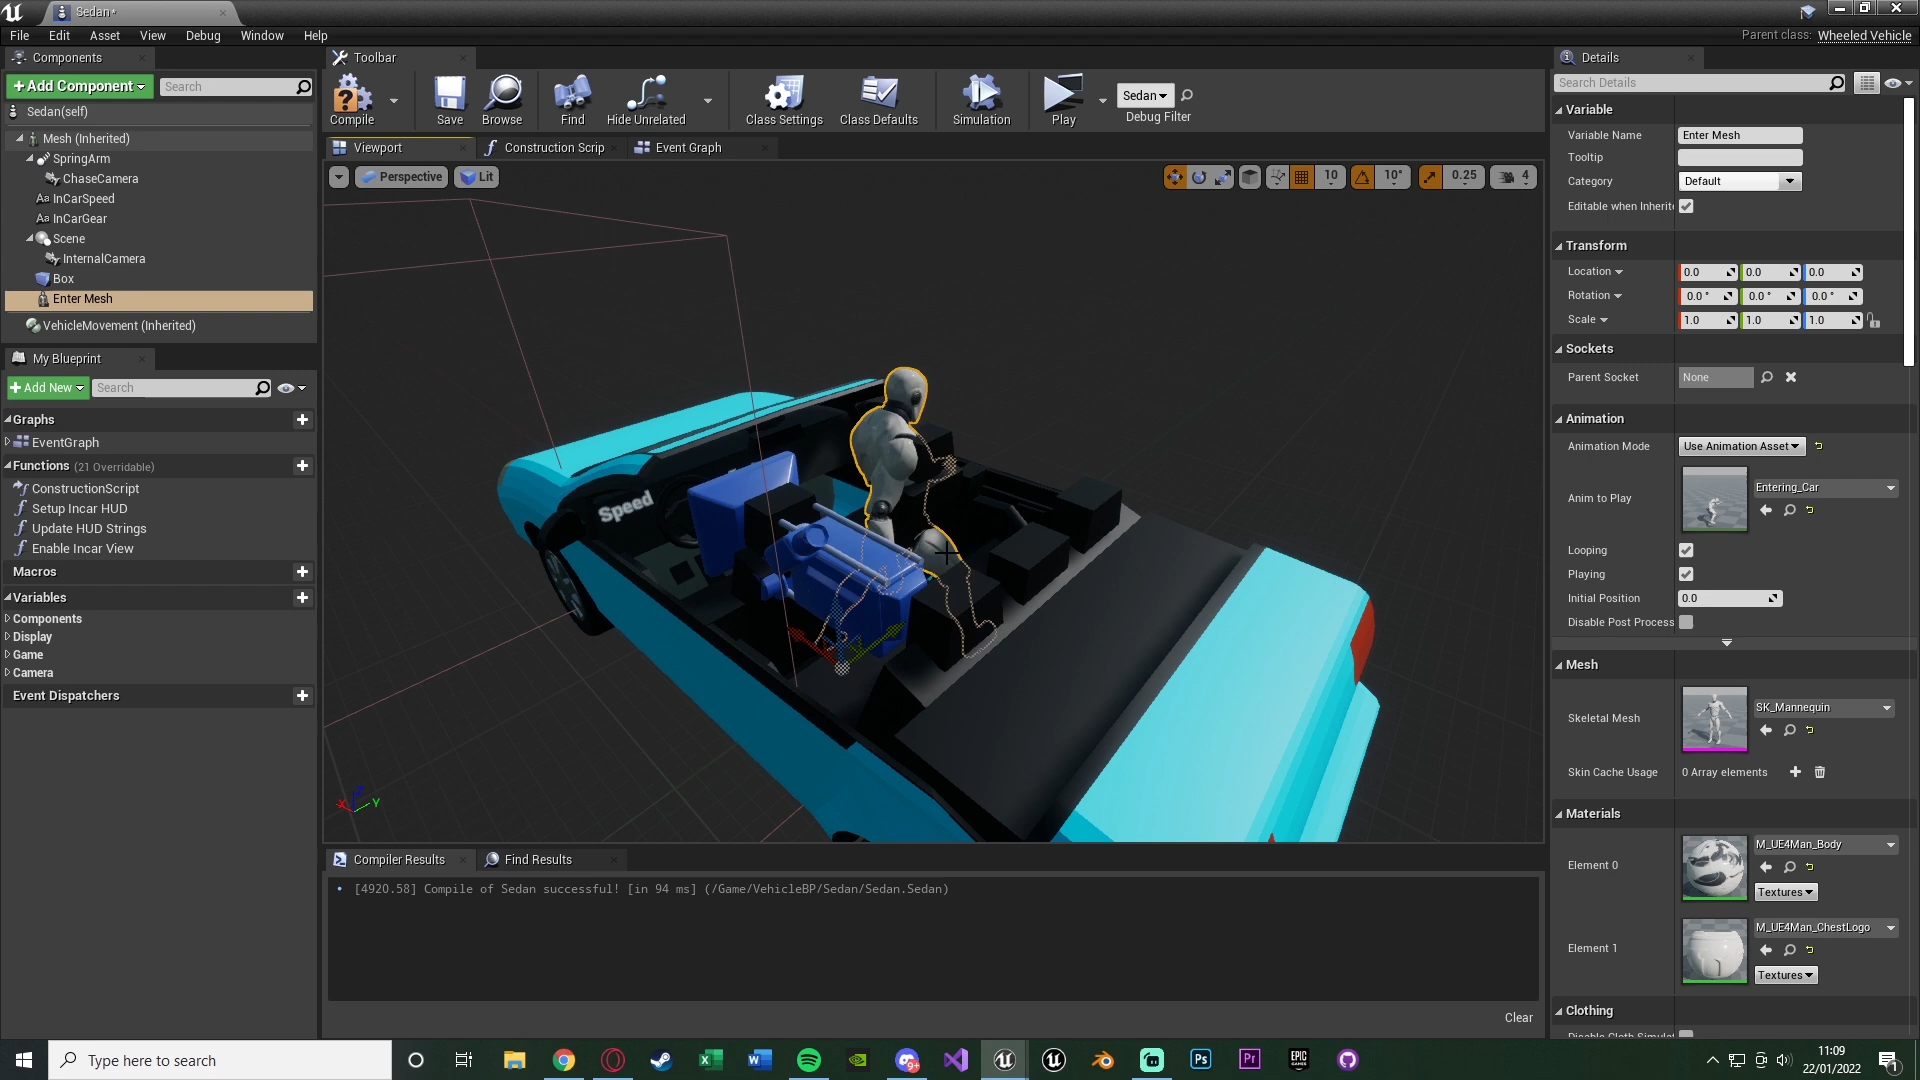 Sedan*
File Edit Asset View Debug Window Help
Parent class: Wheeled Vehicle
Components
+Add Component
Search
Sedan(self)
Mesh (Inherited)
SpringArm
ChaseCamera
InCarSpeed
InCarGear
Scene
InternalCamera
Box
Enter Mesh
VehicleMovement (Inherited)
My Blueprint
+Add New
Search
Graphs
EventGraph
Functions (21 Overridable)
ConstructionScript
Setup Incar HUD
Update HUD Strings
Enable Incar View
Macros
Variables
Components
Display
Game
Camera
Event Dispatchers
Toolbar
Compile
Save
Browse
Find
Hide Unrelated
Class Settings
Class Defaults
Simulation
Play
Sedan
Debug Filter
Viewport
Construction Scrip
Event Graph
Perspective
Lit
10
10°
0.25
4
Speed
X
Y
Z
Compiler Results
Find Results
• [4920.58] Compile of Sedan successful! [in 94 ms] (/Game/VehicleBP/Sedan/Sedan.Sedan)
Clear
Details
Search Details
Variable
Variable Name Enter Mesh
Tooltip
Category Default
Editable when Inherite
Transform
Location 0.0 0.0 0.0
Rotation 0.0 ° 0.0 ° 0.0 °
Scale 1.0 1.0 1.0
Sockets
Parent Socket None
Animation
Animation Mode Use Animation Asset
Anim to Play Entering_Car
Looping
Playing
Initial Position 0.0
Disable Post Process
Mesh
Skeletal Mesh SK_Mannequin
Skin Cache Usage 0 Array elements
Materials
Element 0 M_UE4Man_Body
Textures
Element 1 M_UE4Man_ChestLogo
Textures
Clothing
Type here to search
9+
Ps
Pr
EPIC GAMES
11:09
22/01/2022
1